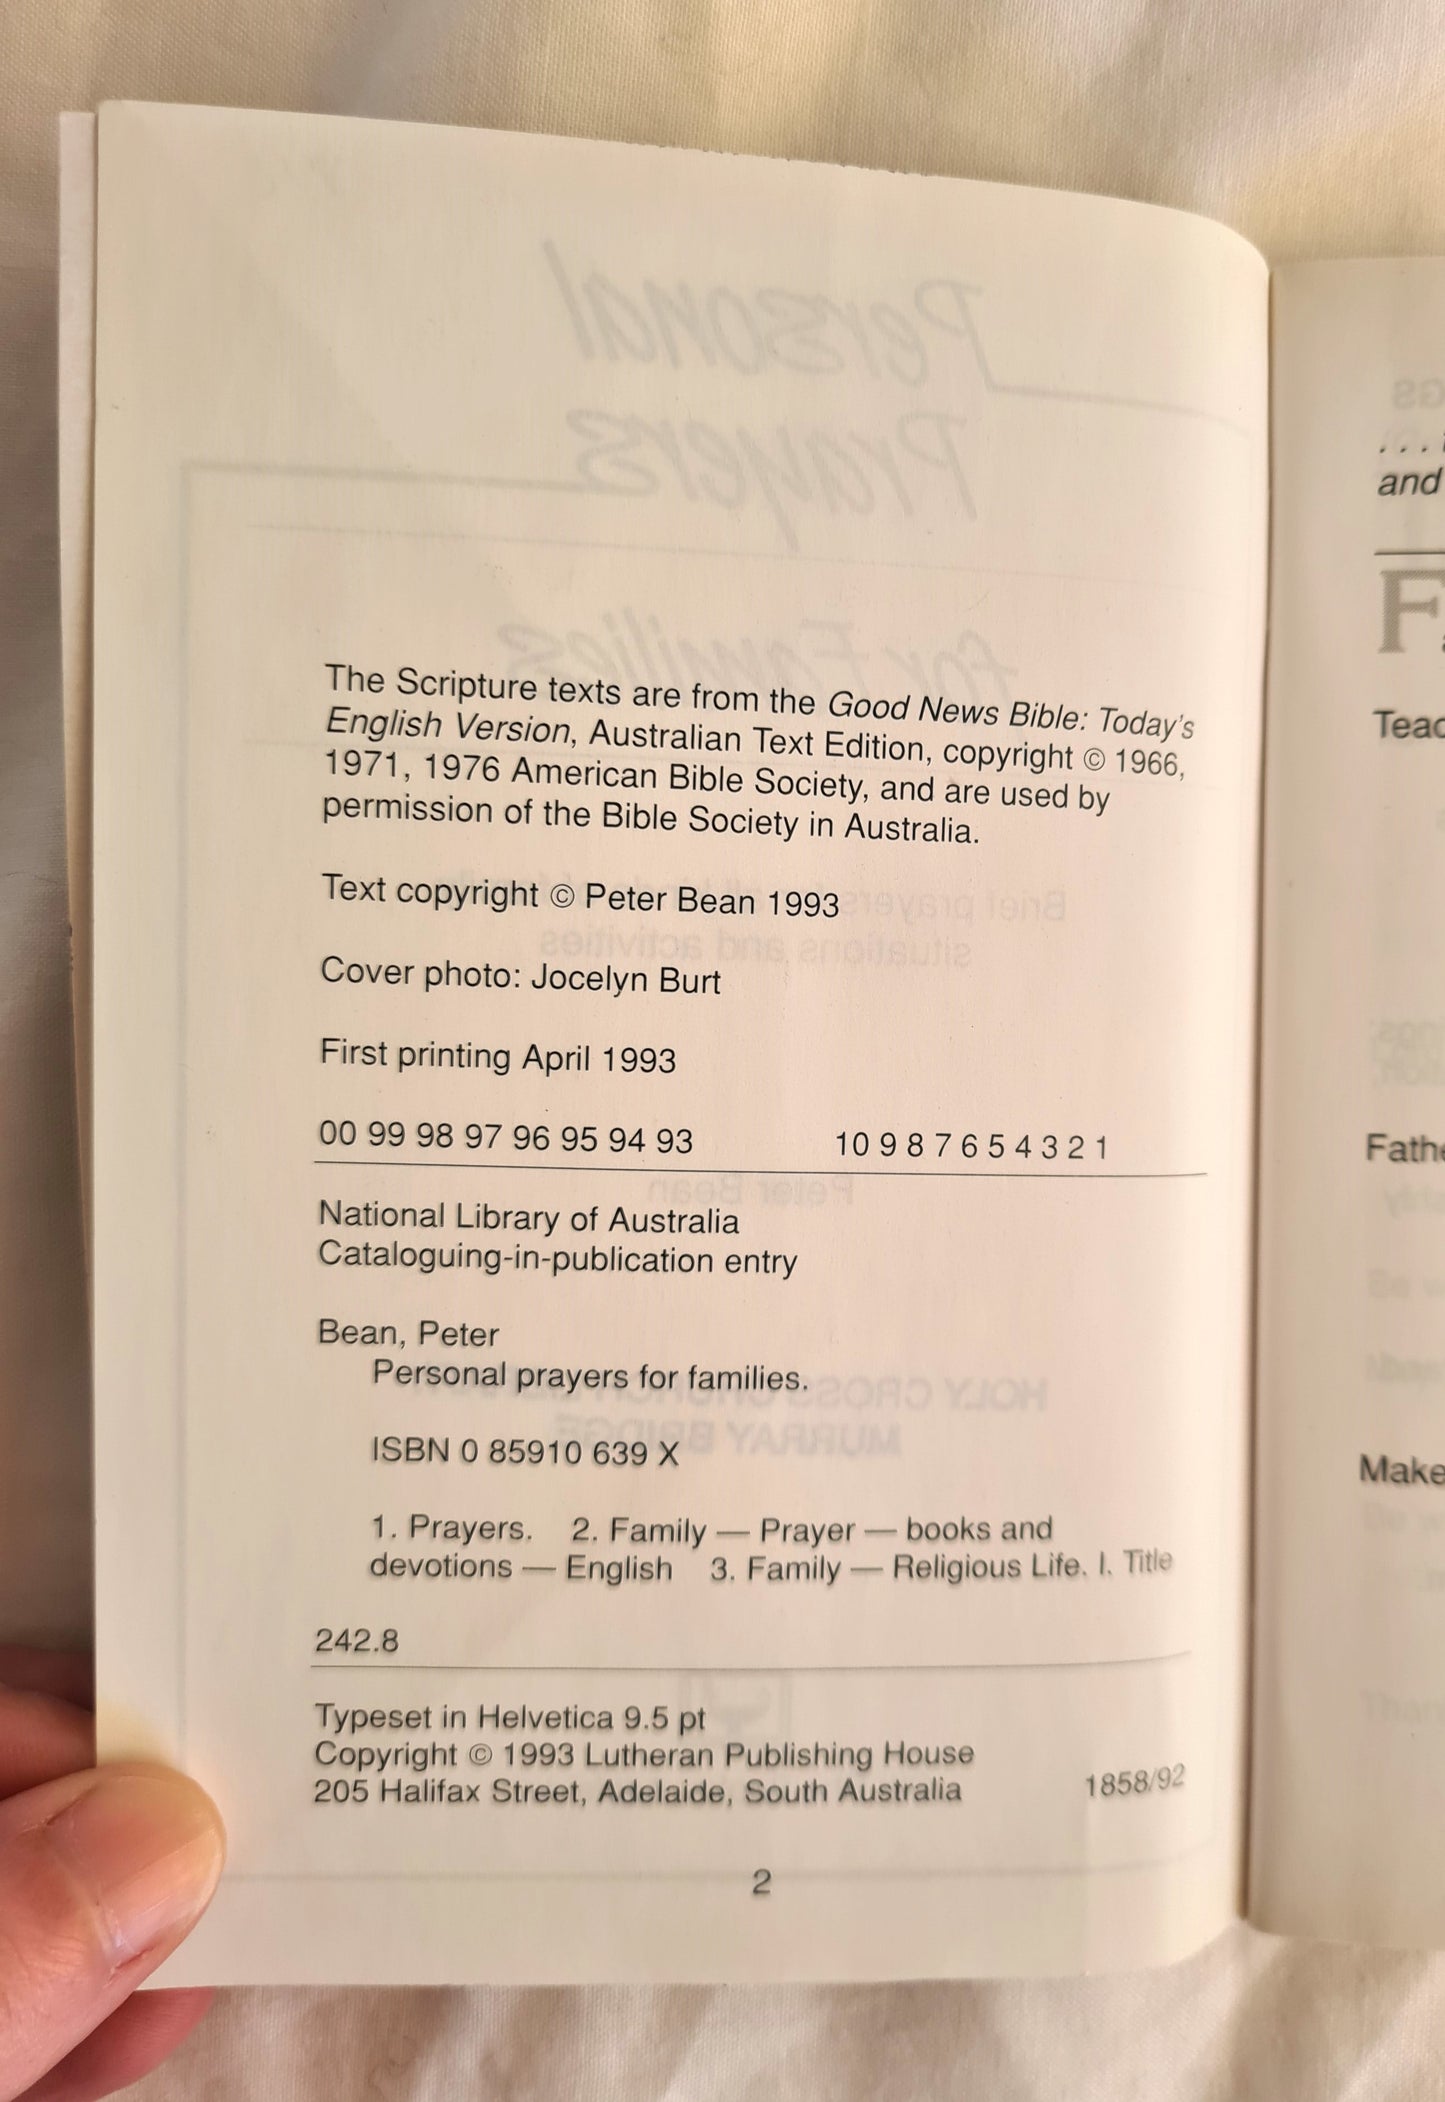 The Scripture texts are from the Good News Bible: Today's
English Version, Australian Text Edition, copyright © 1966,
1971, 1976 American Bible Society, and are used by
permission of the Bible Society in Australia.
Text copyright © Peter Bean 1993
Cover photo: Jocelyn Burt
First printing April 1993
00 99 98 97 96 95 94 93 10 9 8 7 6 5 4 3 2 1
National Library of Australia
Cataloguing-in-publication entry
Bean, Peter
Personal prayers for families.
ISBN 0 85910 639 X
1. Prayers. 2. Family — Prayer — books and
devotions — English 3. Family — Religious Life. I. Title
242.8
Typeset in Helvetica 9.5 pt
Copyright © 1993 Lutheran Publishing House
205 Halifax Street, Adelaide, South Australia 1858/92
2
and